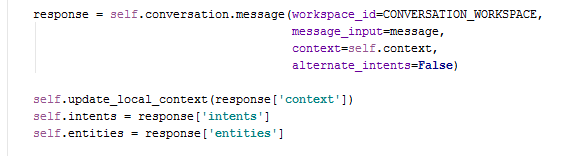 response = self.conversation.message(workspace_id=CONVERSATION_WORKSPACE,
message_input=message,
context=self.context,
alternate_intents=False)
self.update_local_context(response['context'])
self.intents = response['intents']
self.entities = response['entities']